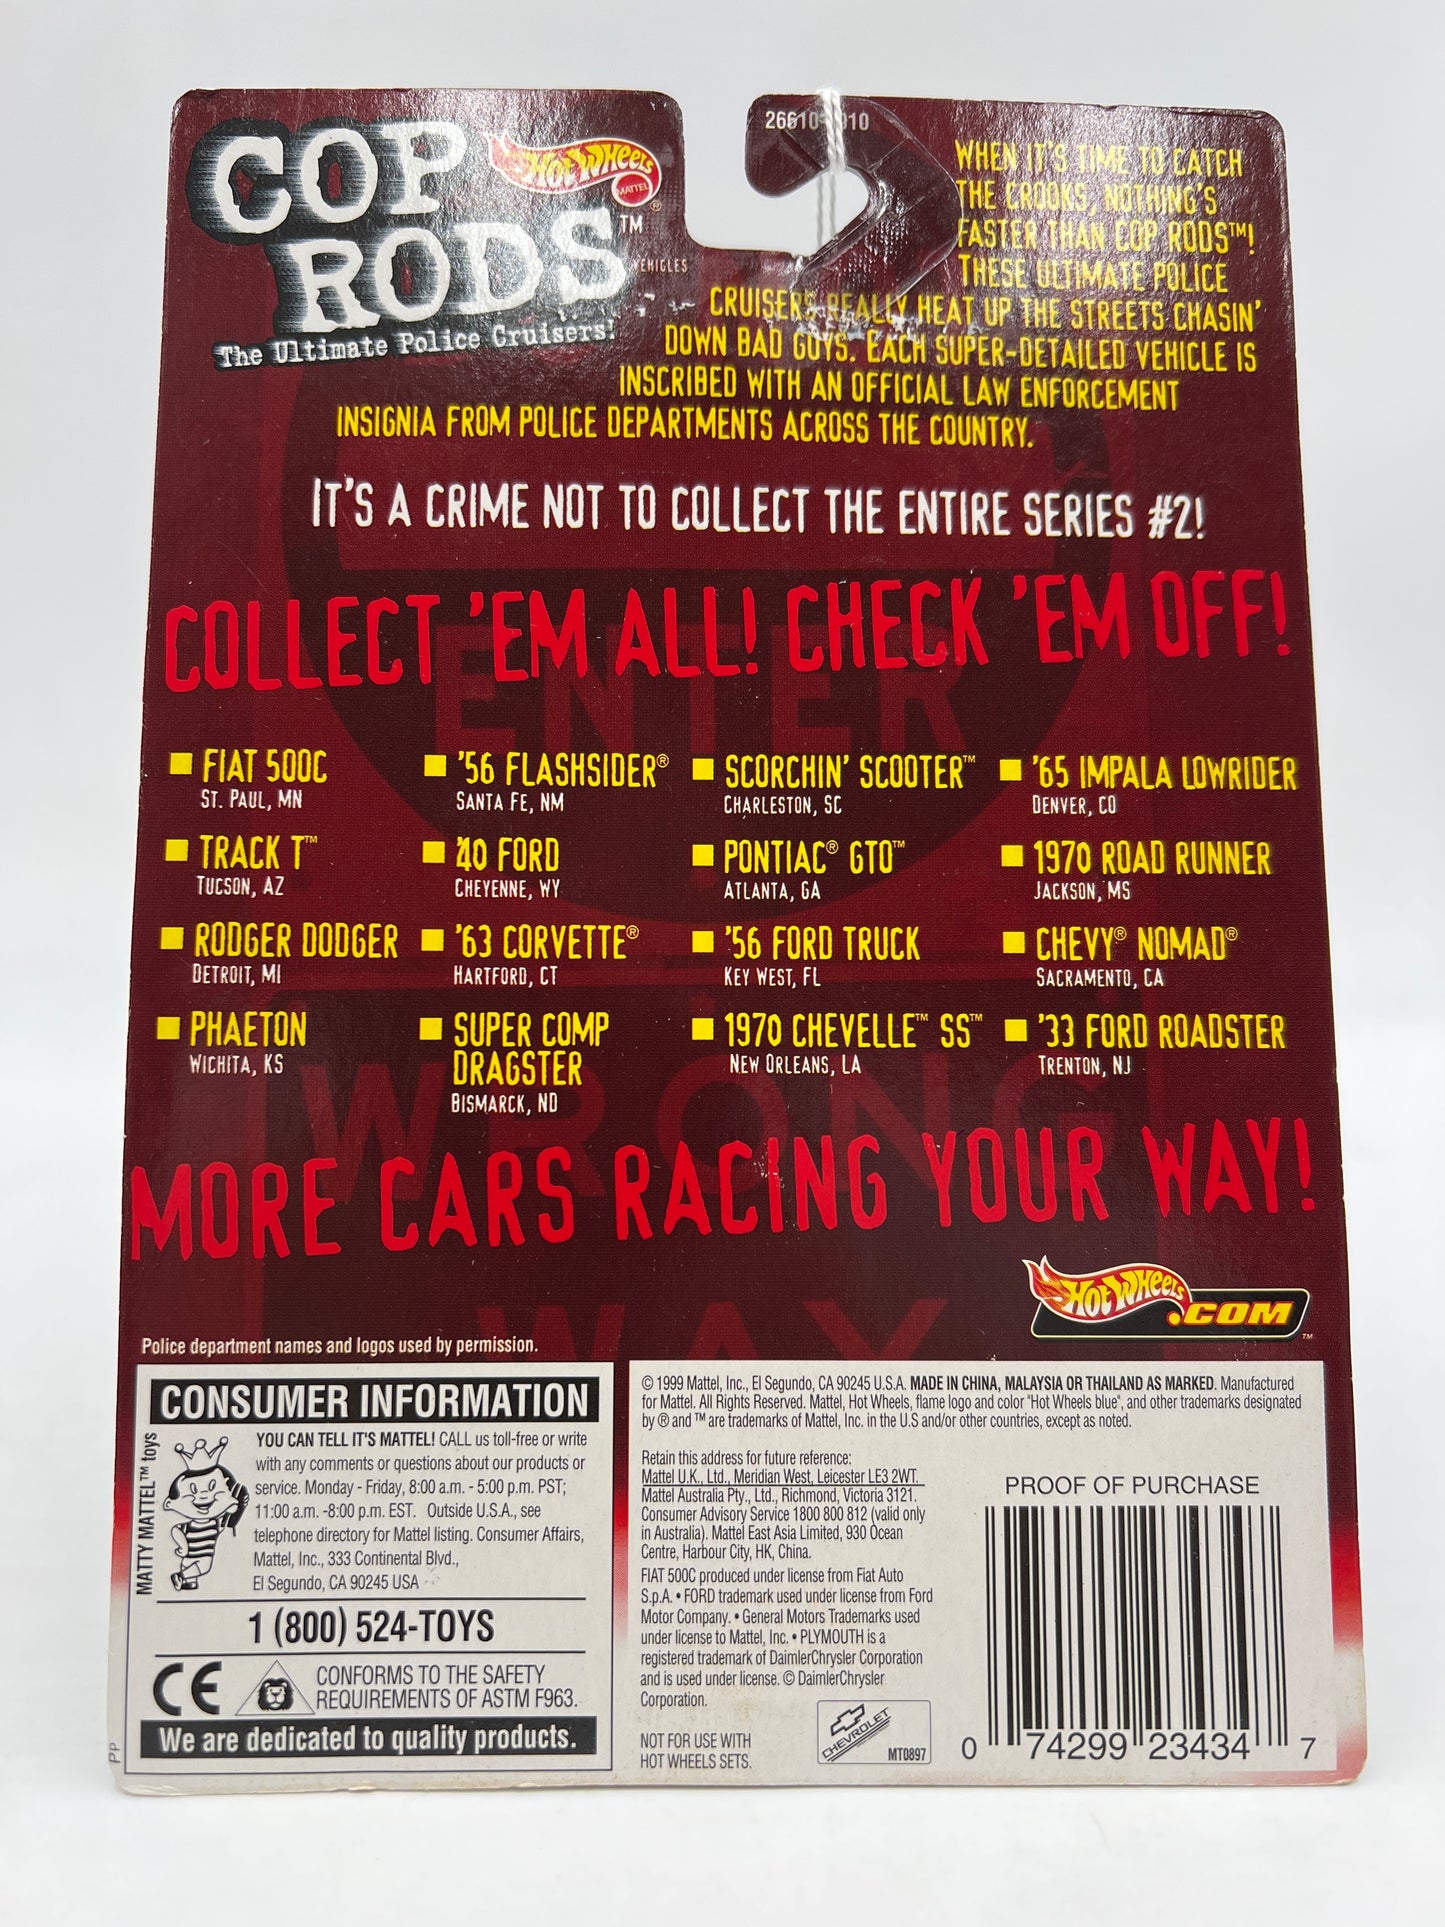 COP
RODS™
HOT WHEELS
MATTEL
®
VEHICLES
The Ultimate Police Cruisers!
WHEN IT'S TIME TO CATCH
THE CROOKS, NOTHING'S
FASTER THAN COP RODS™!
THESE ULTIMATE POLICE
CRUISERS REALLY HEAT UP THE STREETS CHASIN'
DOWN BAD GUYS. EACH SUPER-DETAILED VEHICLE IS
INSCRIBED WITH AN OFFICIAL LAW ENFORCEMENT
INSIGNIA FROM POLICE DEPARTMENTS ACROSS THE COUNTRY.
IT'S A CRIME NOT TO COLLECT THE ENTIRE SERIES #2!
COLLECT 'EM ALL! CHECK 'EM OFF!
ENTER
FIAT 500C
ST. PAUL, MN
TRACK T™
TUCSON, AZ
RODGER DODGER
DETROIT, MI
PHAETON
WICHITA, KS
'56 FLASHSIDER®
SANTA FE, NM
'40 FORD
CHEYENNE, WY
'63 CORVETTE®
HARTFORD, CT
SUPER COMP
DRAGSTER
BISMARCK, ND
SCORCHIN' SCOOTER™
CHARLESTON, SC
PONTIAC® GTO™
ATLANTA, GA
'56 FORD TRUCK
KEY WEST, FL
1970 CHEVELLE™ SS™
NEW ORLEANS, LA
'65 IMPALA LOWRIDER
DENVER, CO
1970 ROAD RUNNER
JACKSON, MS
CHEVY® NOMAD®
SACRAMENTO, CA
'33 FORD ROADSTER
TRENTON, NJ
WRONG
WAY
MORE CARS RACING YOUR WAY!
HOT WHEELS
.COM™
Police department names and logos used by permission.
CONSUMER INFORMATION
MATTY MATTEL™ toys
YOU CAN TELL IT'S MATTEL! CALL us toll-free or write
with any comments or questions about our products or
service. Monday - Friday, 8:00 a.m. - 5:00 p.m. PST;
11:00 a.m. -8:00 p.m. EST. Outside U.S.A., see
telephone directory for Mattel listing. Consumer Affairs,
Mattel, Inc., 333 Continental Blvd.,
El Segundo, CA 90245 USA
1 (800) 524-TOYS
CE
CONFORMS TO THE SAFETY
REQUIREMENTS OF ASTM F963.
We are dedicated to quality products.
PP
© 1999 Mattel, Inc., El Segundo, CA 90245 U.S.A. MADE IN CHINA, MALAYSIA OR THAILAND AS MARKED. Manufactured
for Mattel. All Rights Reserved. Mattel, Hot Wheels, flame logo and color "Hot Wheels blue", and other trademarks designated
by ® and ™ are trademarks of Mattel, Inc. in the U.S and/or other countries, except as noted.
Retain this address for future reference:
Mattel U.K., Ltd., Meridian West, Leicester LE3 2WT.
Mattel Australia Pty., Ltd., Richmond, Victoria 3121.
Consumer Advisory Service 1800 800 812 (valid only
in Australia). Mattel East Asia Limited, 930 Ocean
Centre, Harbour City, HK, China.
FIAT 500C produced under license from Fiat Auto
S.p.A. • FORD trademark used under license from Ford
Motor Company. • General Motors Trademarks used
under license to Mattel, Inc. • PLYMOUTH is a
registered trademark of DaimlerChrysler Corporation
and is used under license. © DaimlerChrysler
Corporation.
NOT FOR USE WITH
HOT WHEELS SETS.
CHEVROLET
MT0897
PROOF OF PURCHASE
0 74299 23434 7